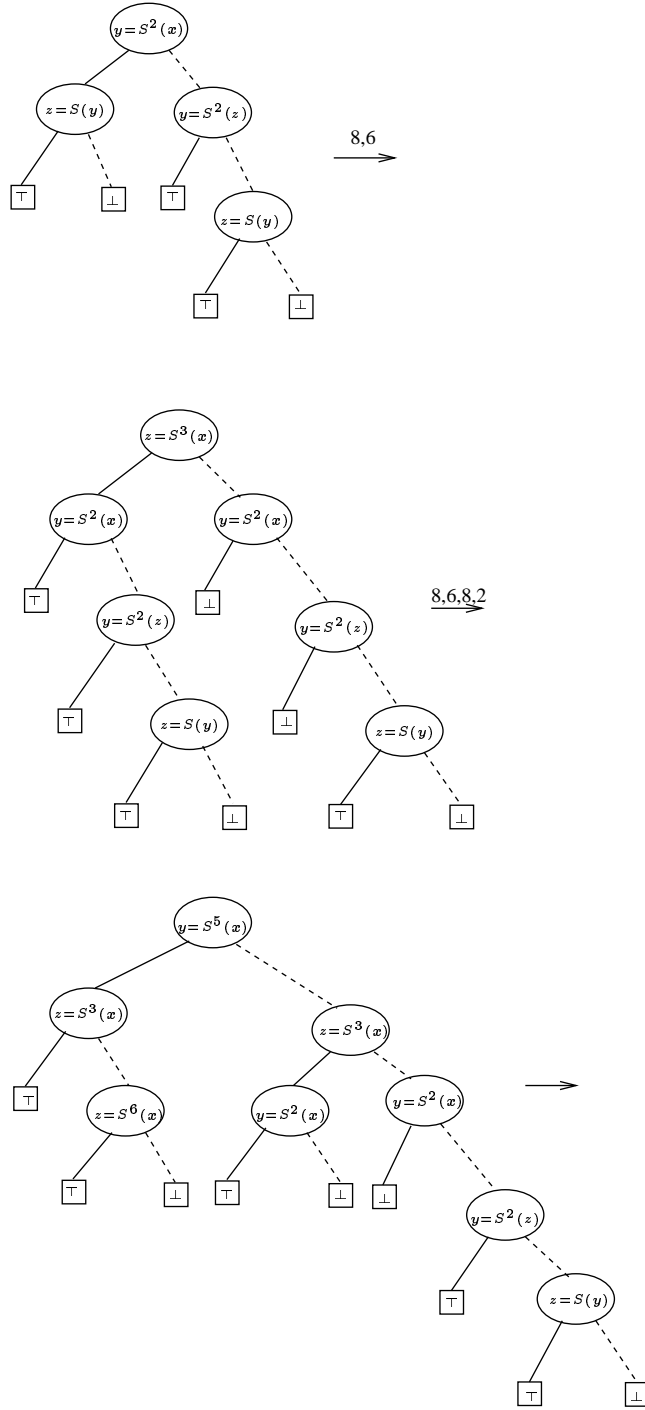 y=S²(x)
z=S(y) y=S²(z)
8,6
⊤ ⊥ ⊤
z=S(y)
⊤ ⊥
z=S³(x)
y=S²(x) y=S²(x)
⊤ ⊥ 8,6,8,2
y=S²(z) y=S²(z)
⊤ z=S(y) ⊥ z=S(y)
⊤ ⊥ ⊤ ⊥
y=S⁵(x)
z=S³(x) z=S³(x)
⊤ z=S⁶(x) y=S²(x) y=S²(x)
⊤ ⊥ ⊤ ⊥ ⊥
y=S²(z)
⊤ z=S(y)
⊤ ⊥